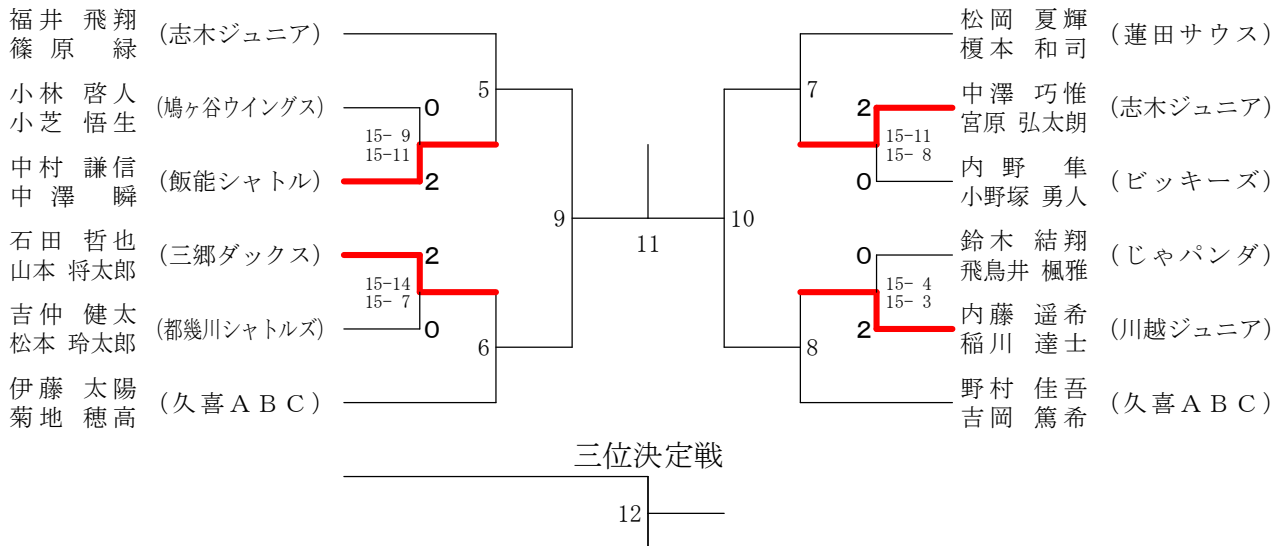 福井 飛翔
篠原 緑
(志木ジュニア)
小林 啓人
小芝 悟生
(鳩ヶ谷ウイングス)
0
15- 9
15-11
中村 謙信
中澤 瞬
(飯能シャトル)
2
5
石田 哲也
山本 将太郎
(三郷ダックス)
2
15-14
15- 7
吉仲 健太
松本 玲太郎
(都幾川シャトルズ)
0
6
伊藤 太陽
菊地 穂高
(久喜ABC)
9
11
10
松岡 夏輝
榎本 和司
(蓮田サウス)
7
中澤 巧惟
宮原 弘太朗
(志木ジュニア)
2
15-11
15- 8
内野 隼
小野塚 勇人
(ビッキーズ)
0
鈴木 結翔
飛鳥井 楓雅
(じゃパンダ)
0
15- 4
15- 3
内藤 遥希
稲川 達士
(川越ジュニア)
2
8
野村 佳吾
吉岡 篤希
(久喜ABC)
三位決定戦
12